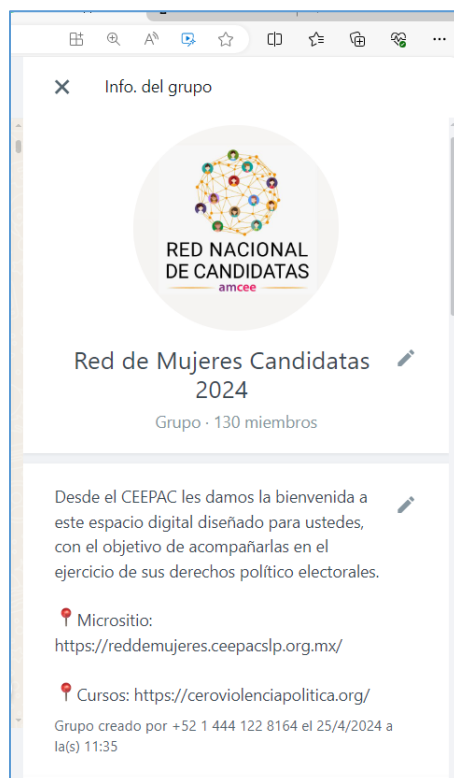 Info. del grupo
RED NACIONAL
DE CANDIDATAS
amcee
Red de Mujeres Candidatas
2024
Grupo · 130 miembros
Desde el CEEPAC les damos la bienvenida a
este espacio digital diseñado para ustedes,
con el objetivo de acompañarlas en el
ejercicio de sus derechos político electorales.
📍Micrositio:
https://reddemujeres.ceepacslp.org.mx/
📍Cursos: https://ceroviolenciapolitica.org/
Grupo creado por +52 1 444 122 8164 el 25/4/2024 a
la(s) 11:35